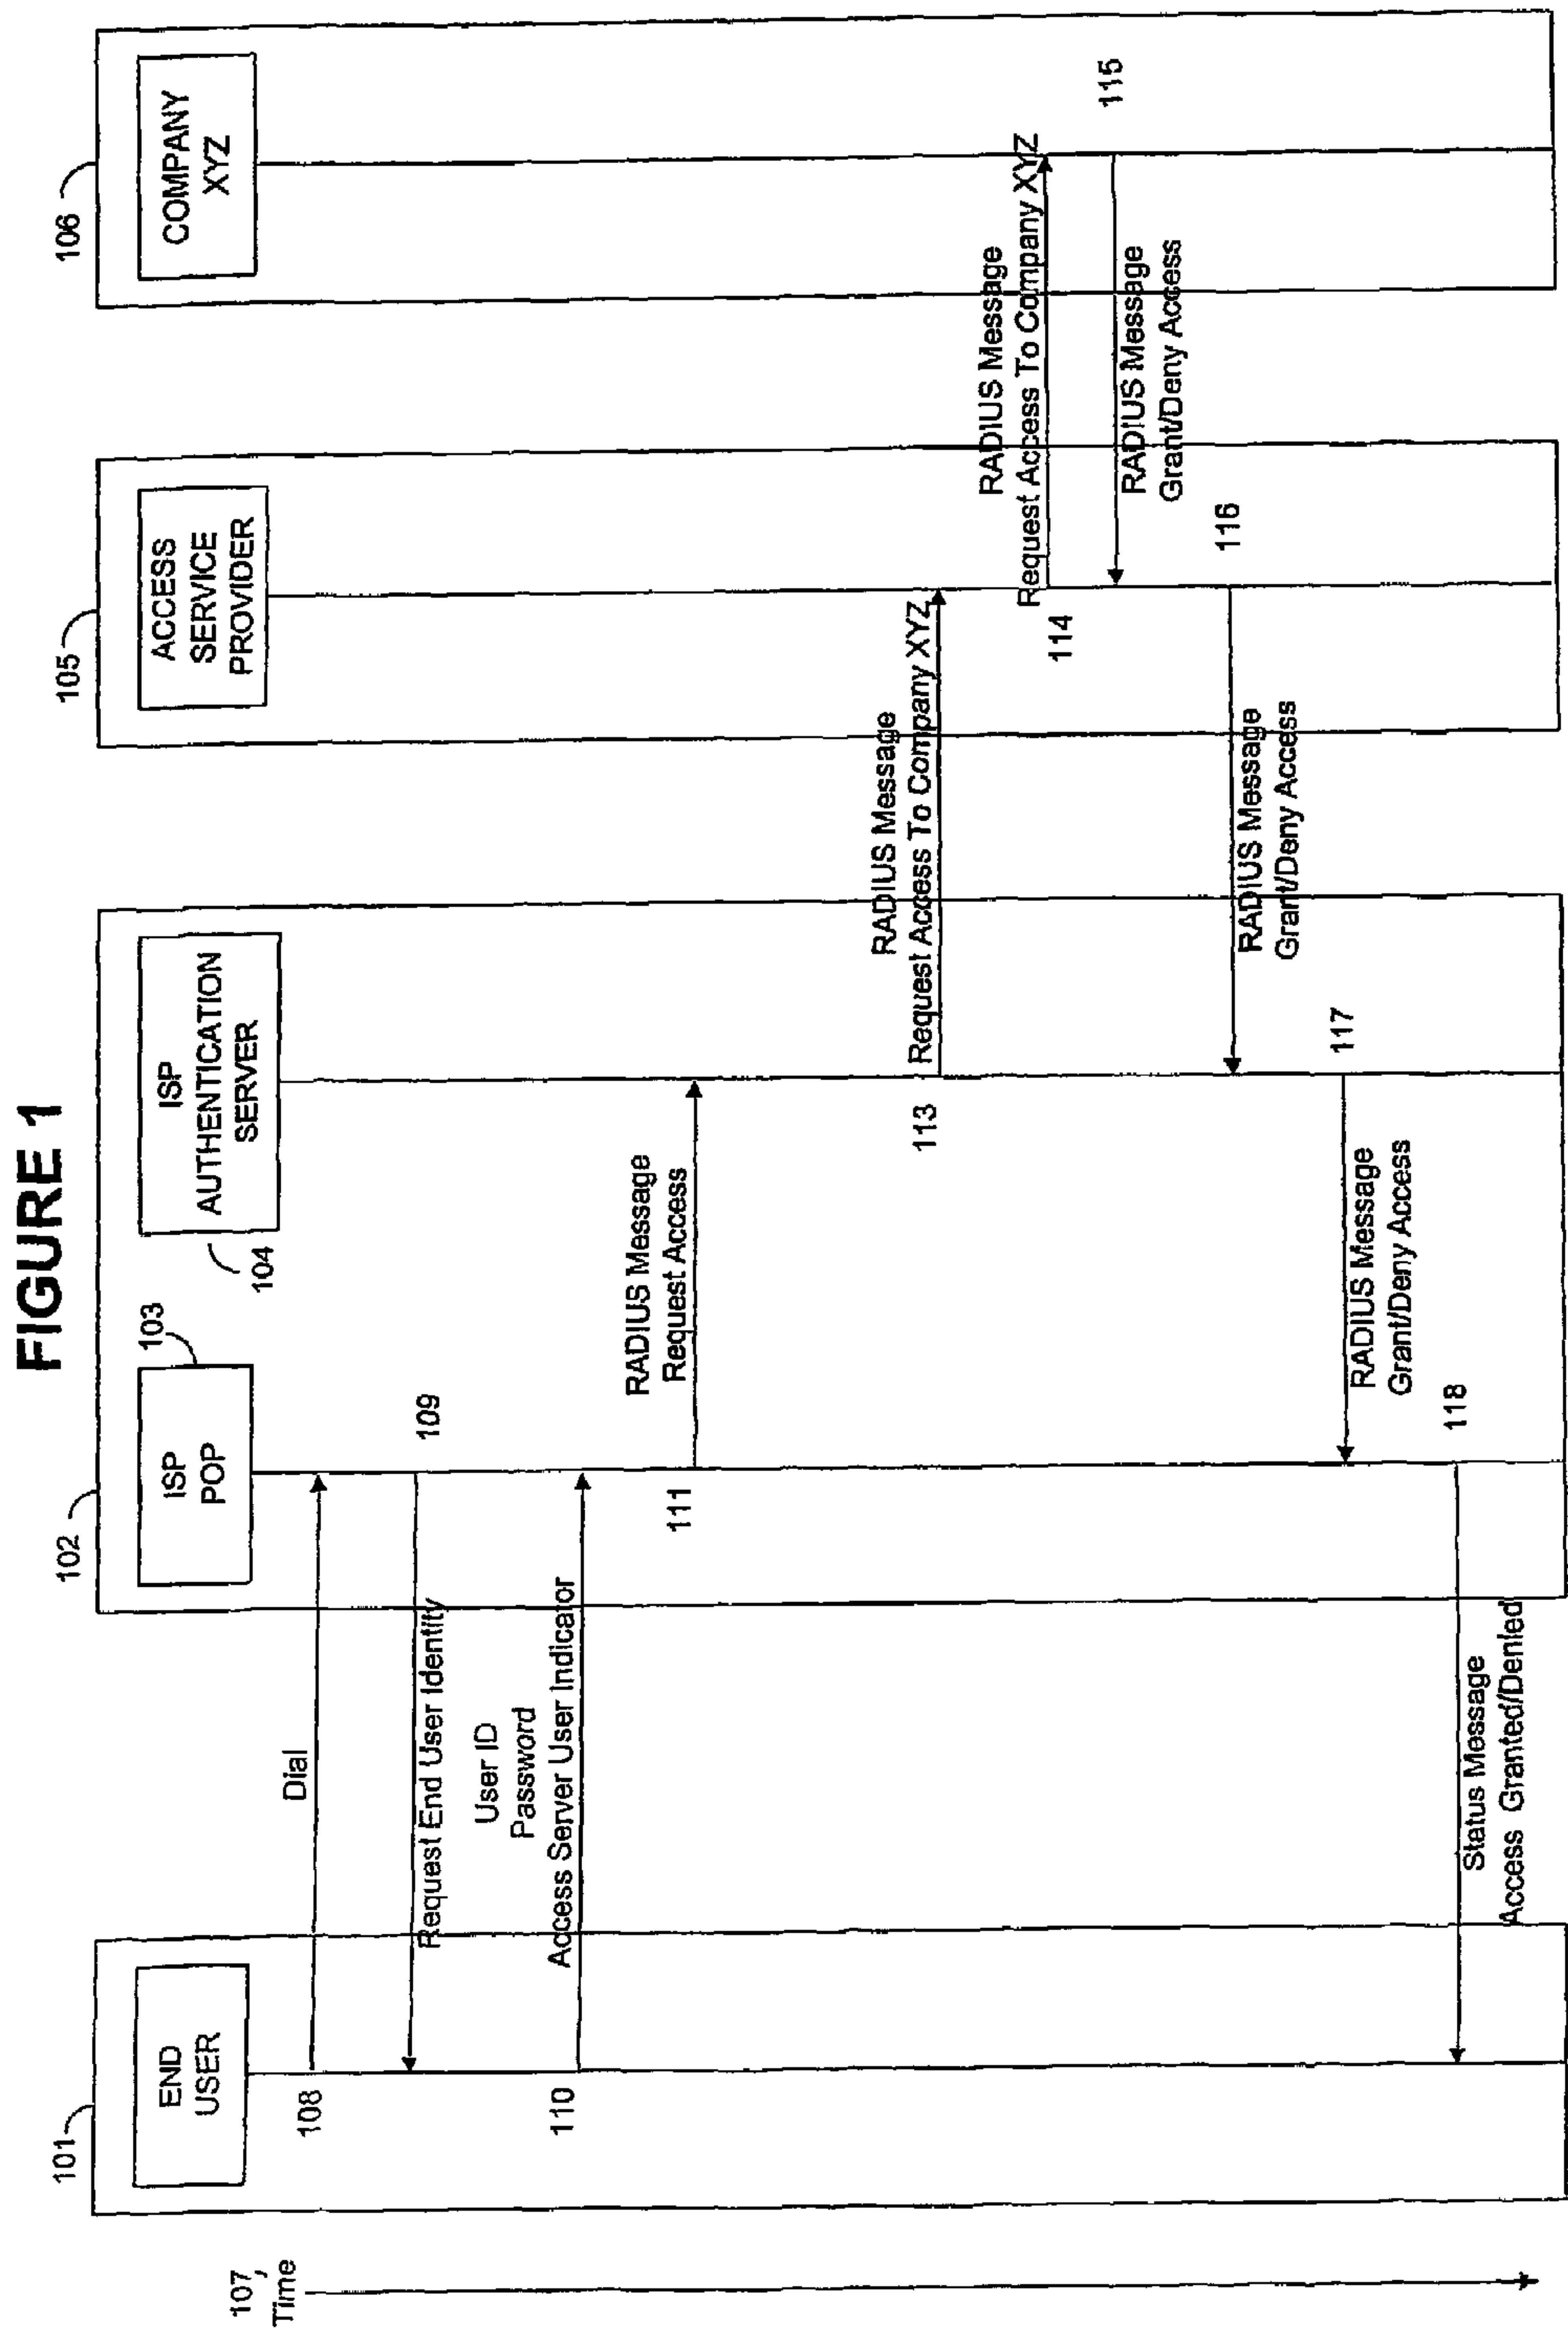 FIGURE 1
101
102
103
104
105
106
107,
Time
END
USER
ISP
POP
ISP
AUTHENTICATION
SERVER
ACCESS
SERVICE
PROVIDER
COMPANY
XYZ
108
Dial
109
Request End User Identity
User ID
Password
110
Access Server User Indicator
111
RADIUS Message
Request Access
113
RADIUS Message
Request Access To Company XYZ
114
RADIUS Message
Request Access To Company XYZ
115
RADIUS Message
Grant/Deny Access
116
RADIUS Message
Grant/Deny Access
117
RADIUS Message
Grant/Deny Access
118
Status Message
Access Granted/Denied